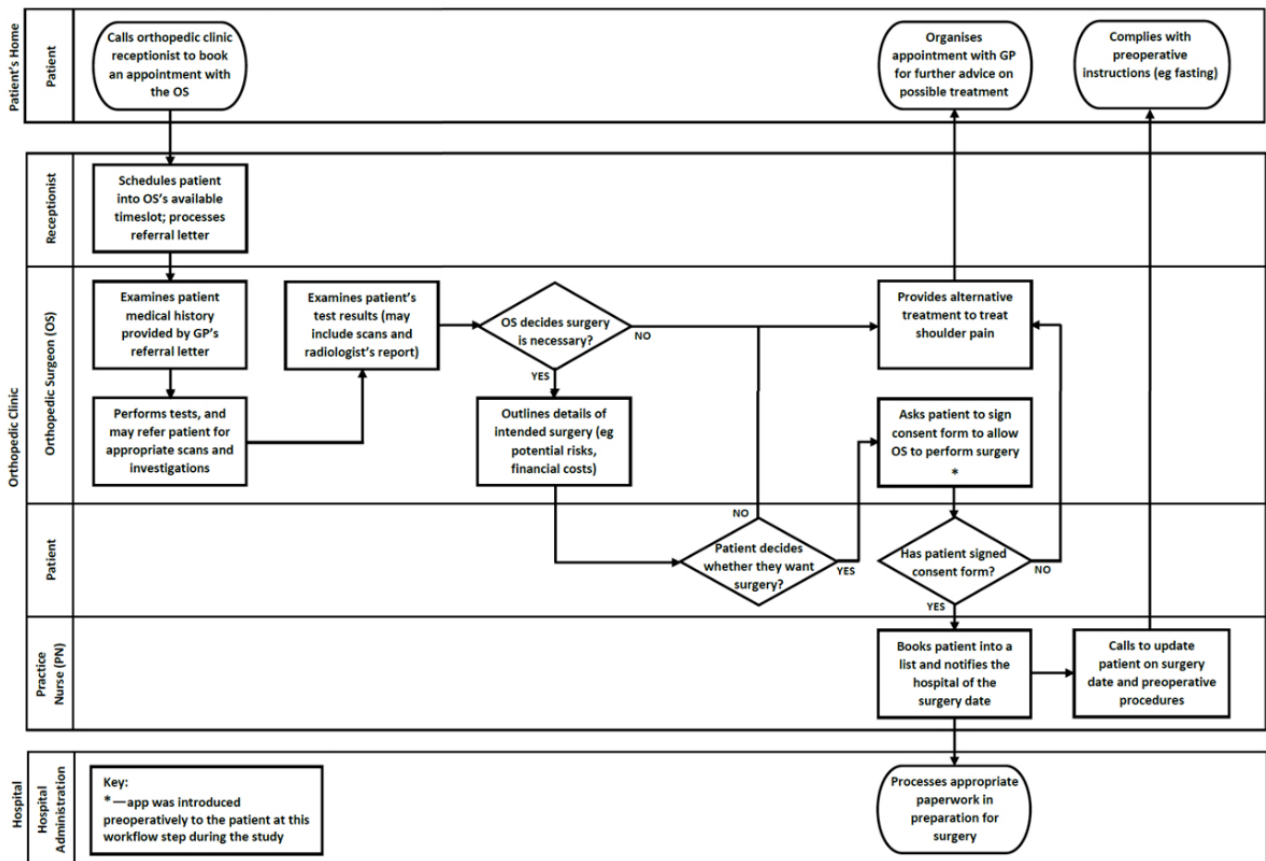 Patient's Home
Patient
Calls orthopedic clinic
receptionist to book
an appointment with
the OS
Organises
appointment with GP
for further advice on
possible treatment
Complies with
preoperative
instructions (eg fasting)
Orthopedic Clinic
Receptionist
Schedules patient
into OS's available
timeslot; processes
referral letter
Orthopedic Surgeon (OS)
Examines patient
medical history
provided by GP's
referral letter
Examines patient's
test results (may
include scans and
radiologist's report)
OS decides surgery
is necessary?
NO
YES
Provides alternative
treatment to treat
shoulder pain
Performs tests, and
may refer patient for
appropriate scans and
investigations
Outlines details of
intended surgery (eg
potential risks,
financial costs)
Asks patient to sign
consent form to allow
OS to perform surgery
*
Patient
NO
Patient decides
whether they want
surgery?
YES
Has patient signed
consent form?
NO
YES
Practice
Nurse (PN)
Books patient into a
list and notifies the
hospital of the
surgery date
Calls to update
patient on surgery
date and preoperative
procedures
Hospital
Hospital
Administration
Key:
*—app was introduced
preoperatively to the patient at this
workflow step during the study
Processes appropriate
paperwork in
preparation for
surgery